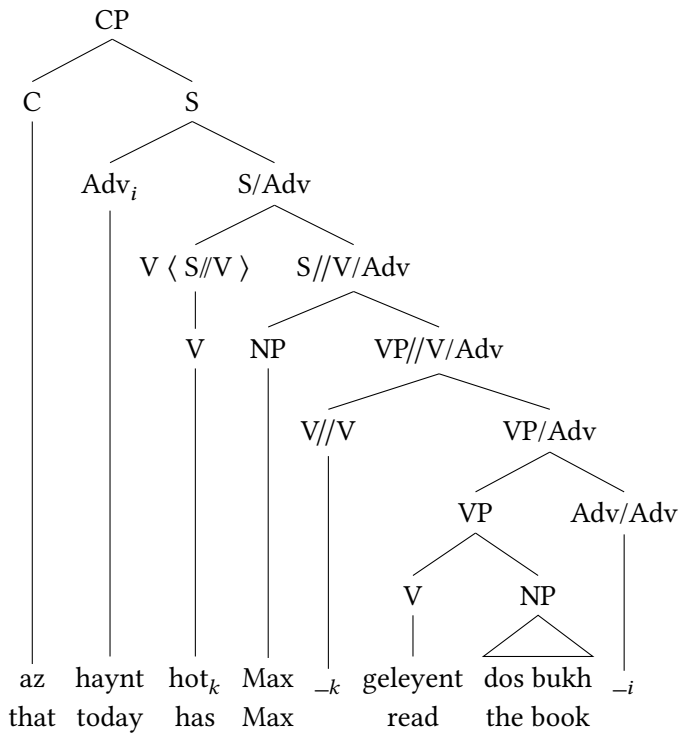 CP
C S
Adv_i S/Adv
V ⟨ S//V ⟩ S//V/Adv
V NP VP//V/Adv
V//V VP/Adv
VP Adv/Adv
V NP
az haynt hot_k Max _k geleyent dos bukh _i
that today has Max read the book